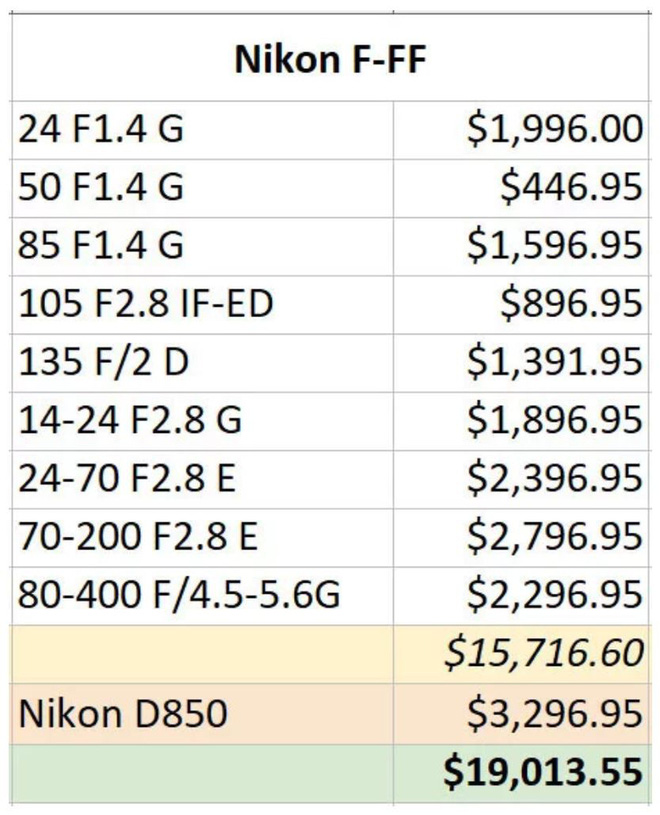 Nikon F-FF
24 F1.4 G $1,996.00
50 F1.4 G $446.95
85 F1.4 G $1,596.95
105 F2.8 IF-ED $896.95
135 F/2 D $1,391.95
14-24 F2.8 G $1,896.95
24-70 F2.8 E $2,396.95
70-200 F2.8 E $2,796.95
80-400 F/4.5-5.6G $2,296.95
$15,716.60
Nikon D850 $3,296.95
$19,013.55